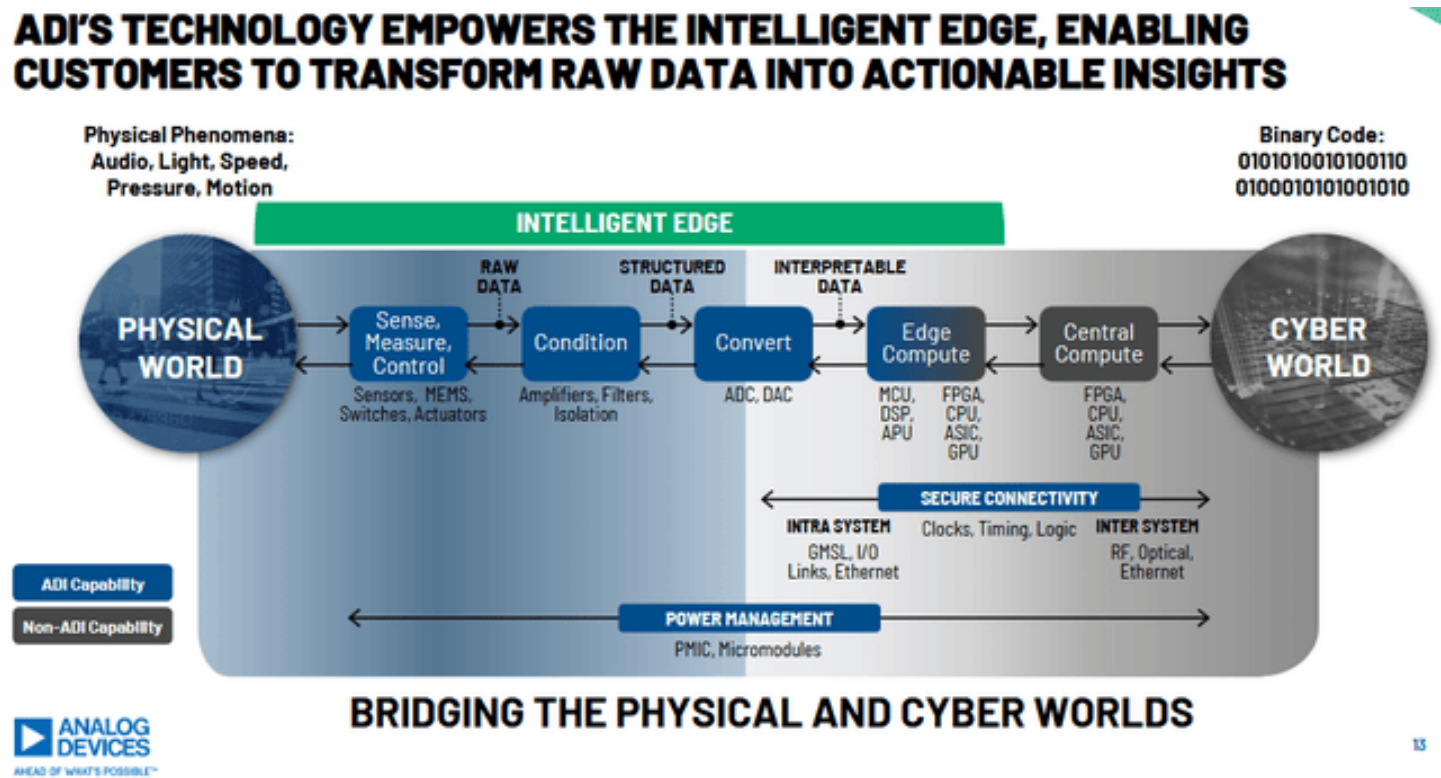 ADI'S TECHNOLOGY EMPOWERS THE INTELLIGENT EDGE, ENABLING
CUSTOMERS TO TRANSFORM RAW DATA INTO ACTIONABLE INSIGHTS
Physical Phenomena:
Audio, Light, Speed,
Pressure, Motion
Binary Code:
0101010010100110
0100010101001010
INTELLIGENT EDGE
RAW
DATA
STRUCTURED
DATA
INTERPRETABLE
DATA
PHYSICAL
WORLD
Sense,
Measure,
Control
Sensors, MEMS,
Switches, Actuators
Condition
Amplifiers, Filters,
Isolation
Convert
ADC, DAC
Edge
Compute
MCU,
DSP,
APU
FPGA,
CPU,
ASIC,
GPU
Central
Compute
FPGA,
CPU,
ASIC,
GPU
CYBER
WORLD
SECURE CONNECTIVITY
INTRA SYSTEM
GMSL, I/O
Links, Ethernet
Clocks, Timing, Logic
INTER SYSTEM
RF, Optical,
Ethernet
ADI Capability
Non-ADI Capability
POWER MANAGEMENT
PMIC, Micromodules
BRIDGING THE PHYSICAL AND CYBER WORLDS
ANALOG
DEVICES
AHEAD OF WHAT'S POSSIBLE™
13